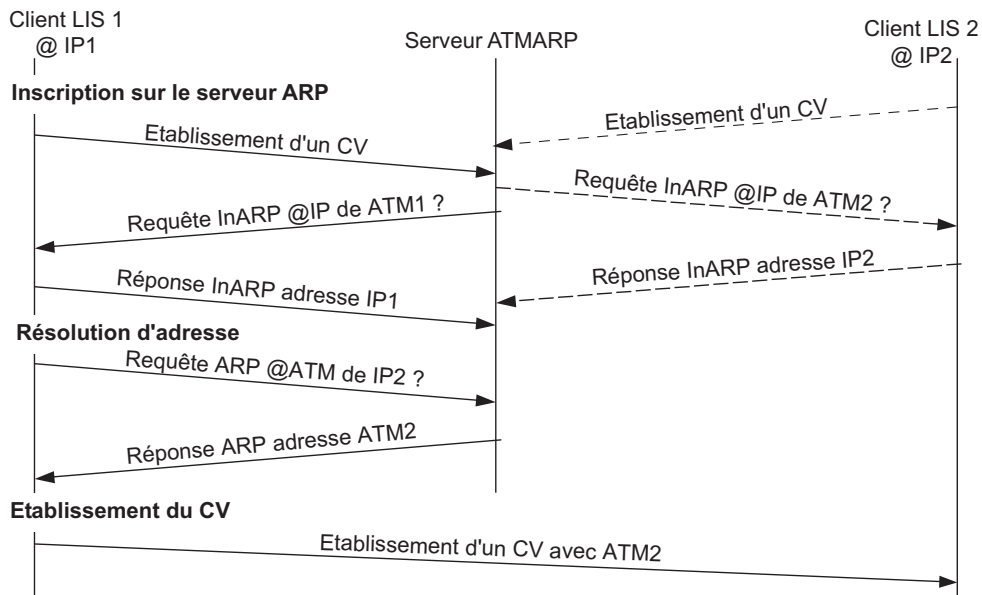 Client LIS 1
@ IP1
Serveur ATMARP
Client LIS 2
@ IP2
Inscription sur le serveur ARP
Etablissement d'un CV
Etablissement d'un CV
Requête InARP @IP de ATM2 ?
Requête InARP @IP de ATM1 ?
Réponse InARP adresse IP2
Réponse InARP adresse IP1
Résolution d'adresse
Requête ARP @ATM de IP2 ?
Réponse ARP adresse ATM2
Etablissement du CV
Etablissement d'un CV avec ATM2